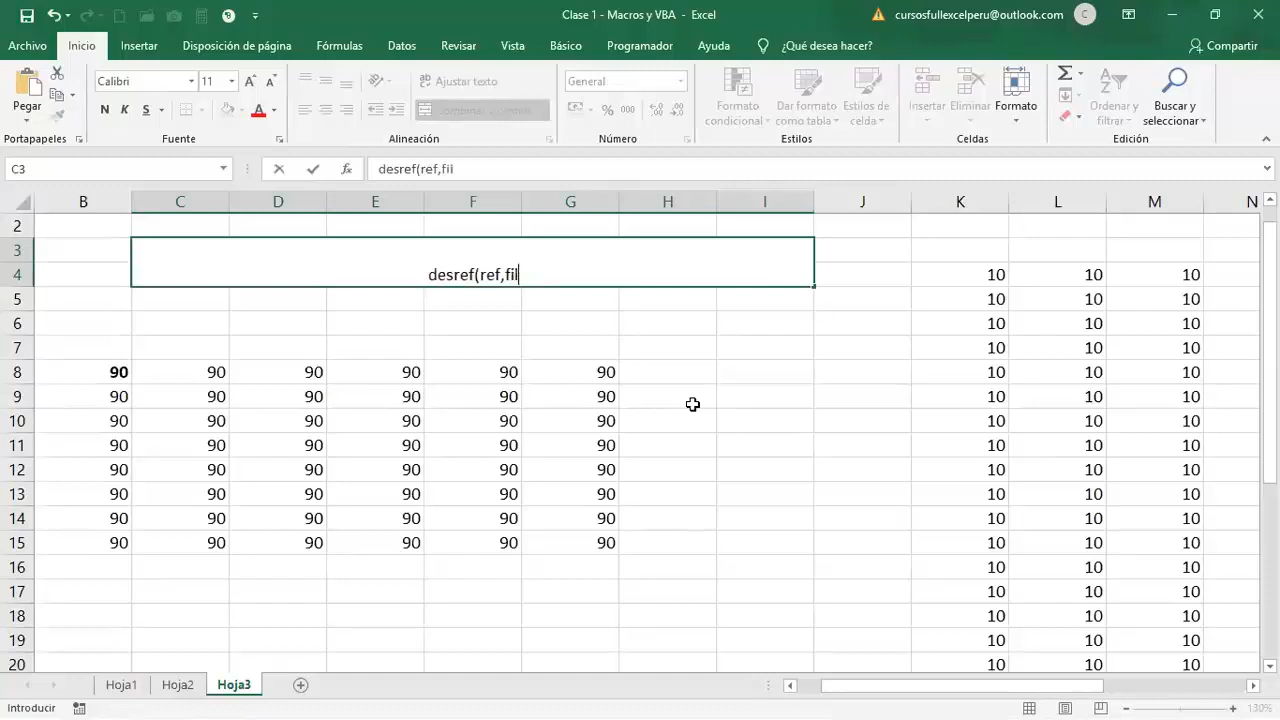 Clase 1 - Macros y VBA - Excel
cursosfullexcelperu@outlook.com
C
Archivo Inicio Insertar Disposición de página Fórmulas Datos Revisar Vista Básico Programador Ayuda ¿Qué desea hacer? Compartir
Pegar
Calibri 11
N K S
Ajustar texto
General
% 000
Formato condicional
Dar formato como tabla
Estilos de celda
Insertar
Eliminar
Formato
Ordenar y filtrar
Buscar y seleccionar
Portapapeles Fuente Alineación Número Estilos Celdas Edición
C3 fx desref(ref,fii
B C D E F G H I J K L M N
2
3
desref(ref,fii
4 10 10 10
5 10 10 10
6 10 10 10
7 10 10 10
8 90 90 90 90 90 90 10 10 10
9 90 90 90 90 90 90 10 10 10
10 90 90 90 90 90 90 10 10 10
11 90 90 90 90 90 90 10 10 10
12 90 90 90 90 90 90 10 10 10
13 90 90 90 90 90 90 10 10 10
14 90 90 90 90 90 90 10 10 10
15 90 90 90 90 90 90 10 10 10
16 10 10 10
17 10 10 10
18 10 10 10
19 10 10 10
20 10 10 10
Hoja1 Hoja2 Hoja3
Introducir
130%